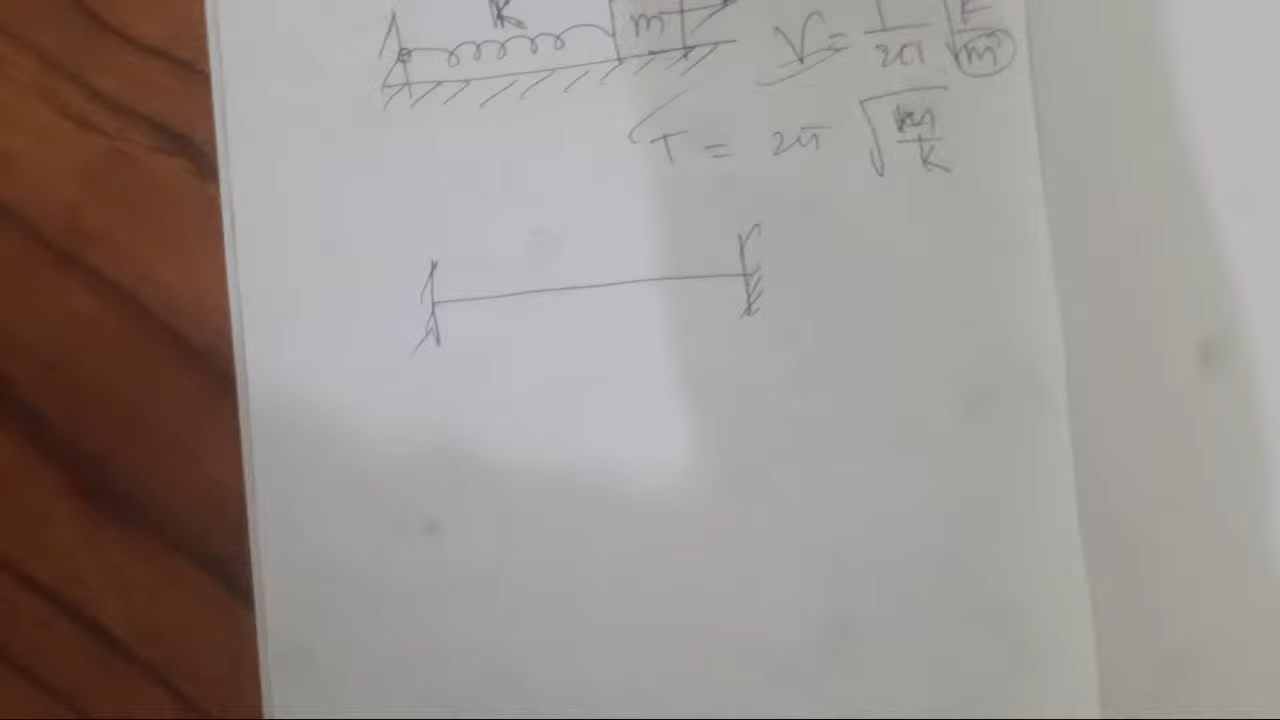 K
m
V = 1/2π √k/m
T = 2π √m/k